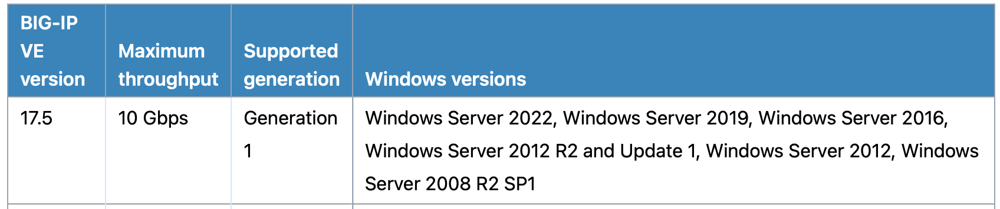 BIG-IP
VE
version
Maximum
throughput
Supported
generation
Windows versions
17.5
10 Gbps
Generation
1
Windows Server 2022, Windows Server 2019, Windows Server 2016,
Windows Server 2012 R2 and Update 1, Windows Server 2012, Windows
Server 2008 R2 SP1